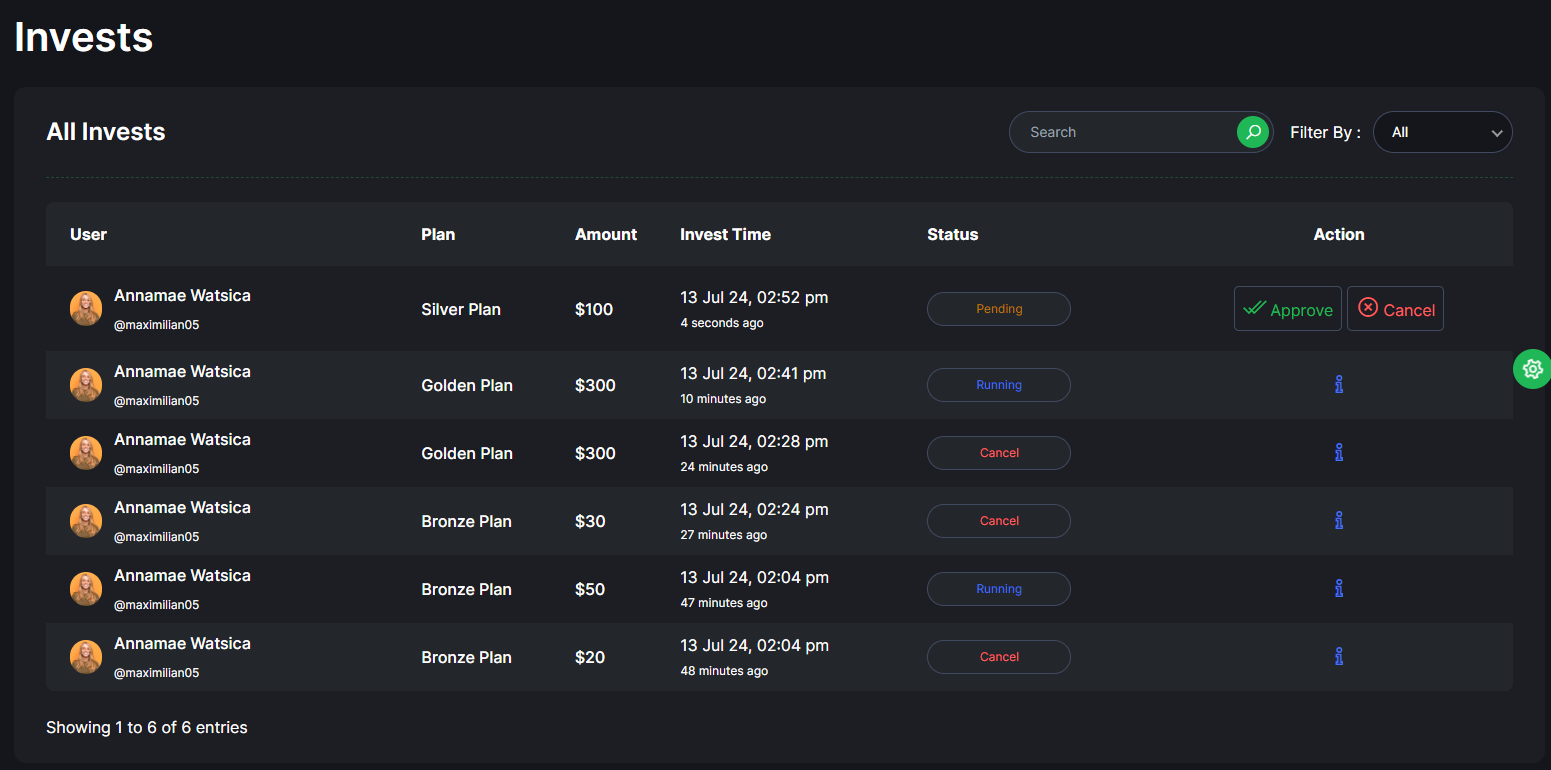 Invests
All Invests
Search
Filter By :
All
User Plan Amount Invest Time Status Action
Annamae Watsica
@maximilian05
Silver Plan
$100
13 Jul 24, 02:52 pm
4 seconds ago
Pending
Approve
Cancel
Annamae Watsica
@maximilian05
Golden Plan
$300
13 Jul 24, 02:41 pm
10 minutes ago
Running
Annamae Watsica
@maximilian05
Golden Plan
$300
13 Jul 24, 02:28 pm
24 minutes ago
Cancel
Annamae Watsica
@maximilian05
Bronze Plan
$30
13 Jul 24, 02:24 pm
27 minutes ago
Cancel
Annamae Watsica
@maximilian05
Bronze Plan
$50
13 Jul 24, 02:04 pm
47 minutes ago
Running
Annamae Watsica
@maximilian05
Bronze Plan
$20
13 Jul 24, 02:04 pm
48 minutes ago
Cancel
Showing 1 to 6 of 6 entries